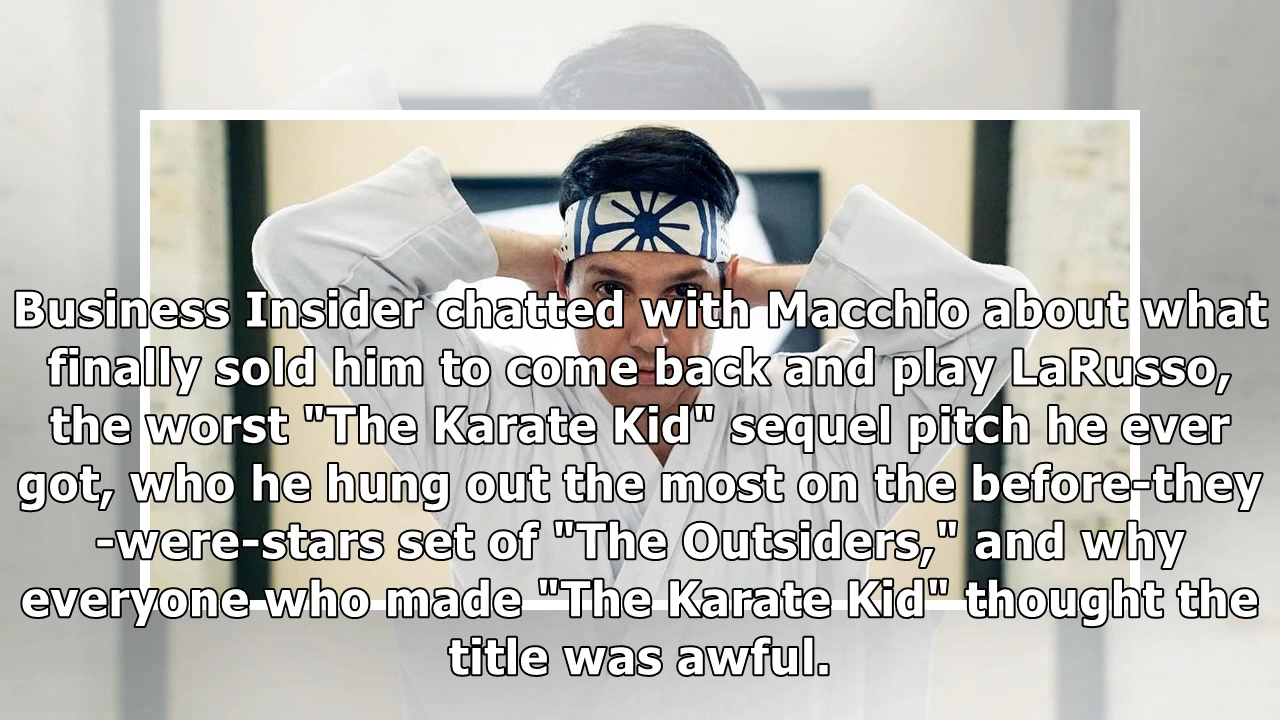 Business Insider chatted with Macchio about what
finally sold him to come back and play LaRusso,
the worst "The Karate Kid" sequel pitch he ever
got, who he hung out the most on the before-they
-were-stars set of "The Outsiders," and why
everyone who made "The Karate Kid" thought the
title was awful.